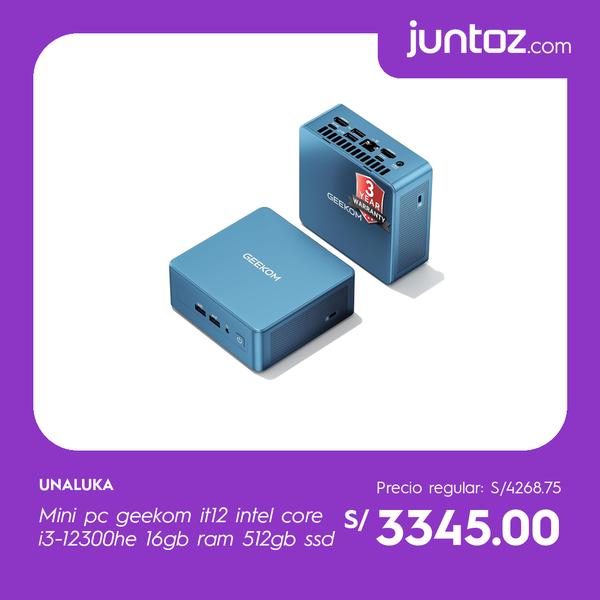 juntoz.com
3
YEAR
WARRANTY
GEEKOM
GEEKOM
UNALUKA
Mini pc geekom it12 intel core
i3-12300he 16gb ram 512gb ssd
Precio regular: S/4268.75
S/ 3345.00